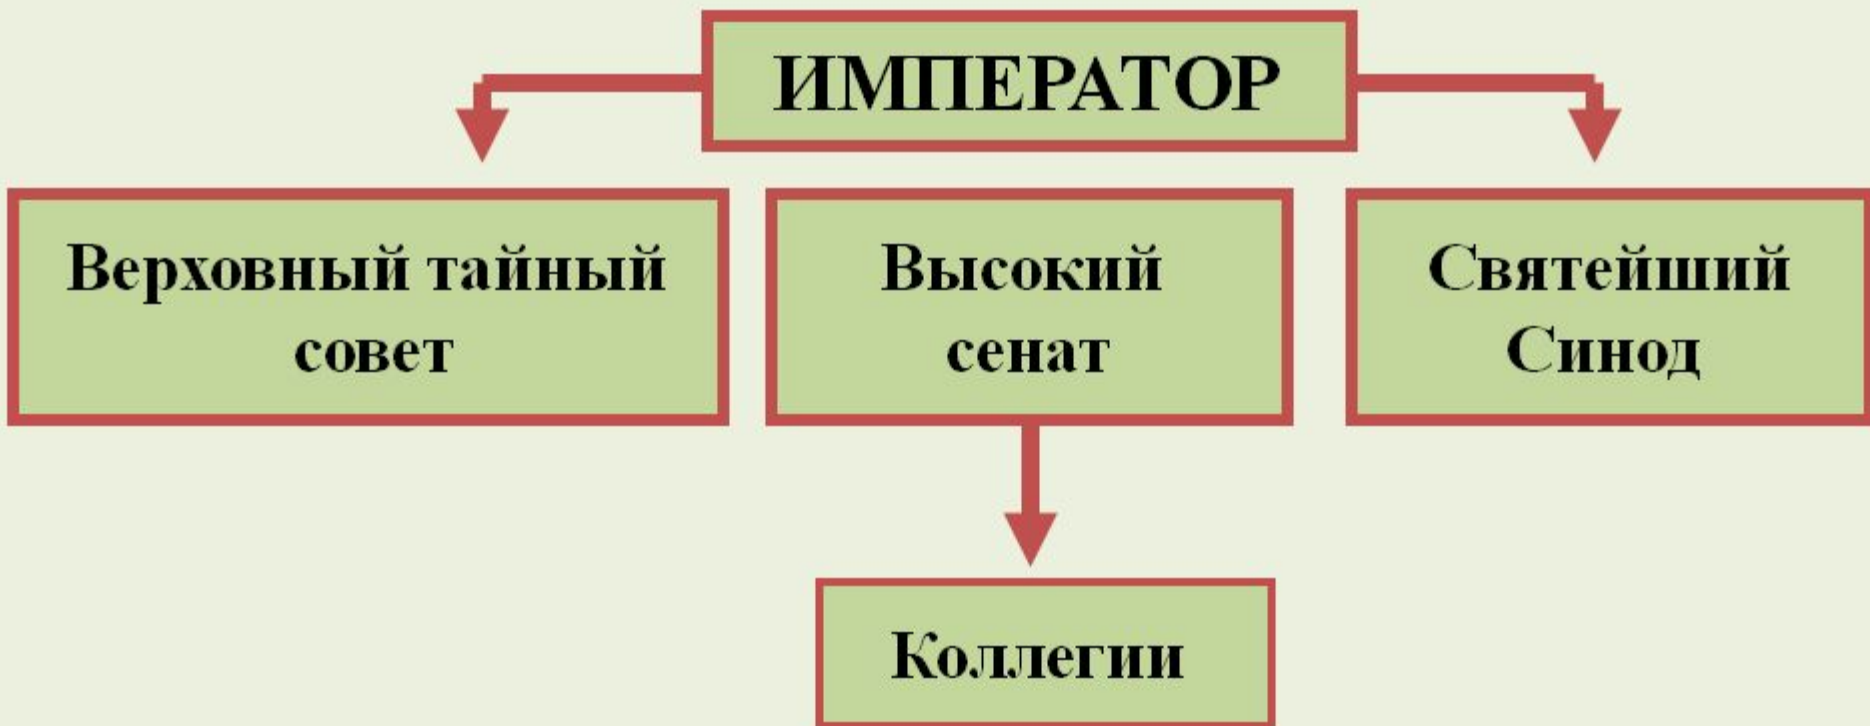 ИМПЕРАТОР
Верховный тайный
совет
Высокий
сенат
Святейший
Синод
Коллегии